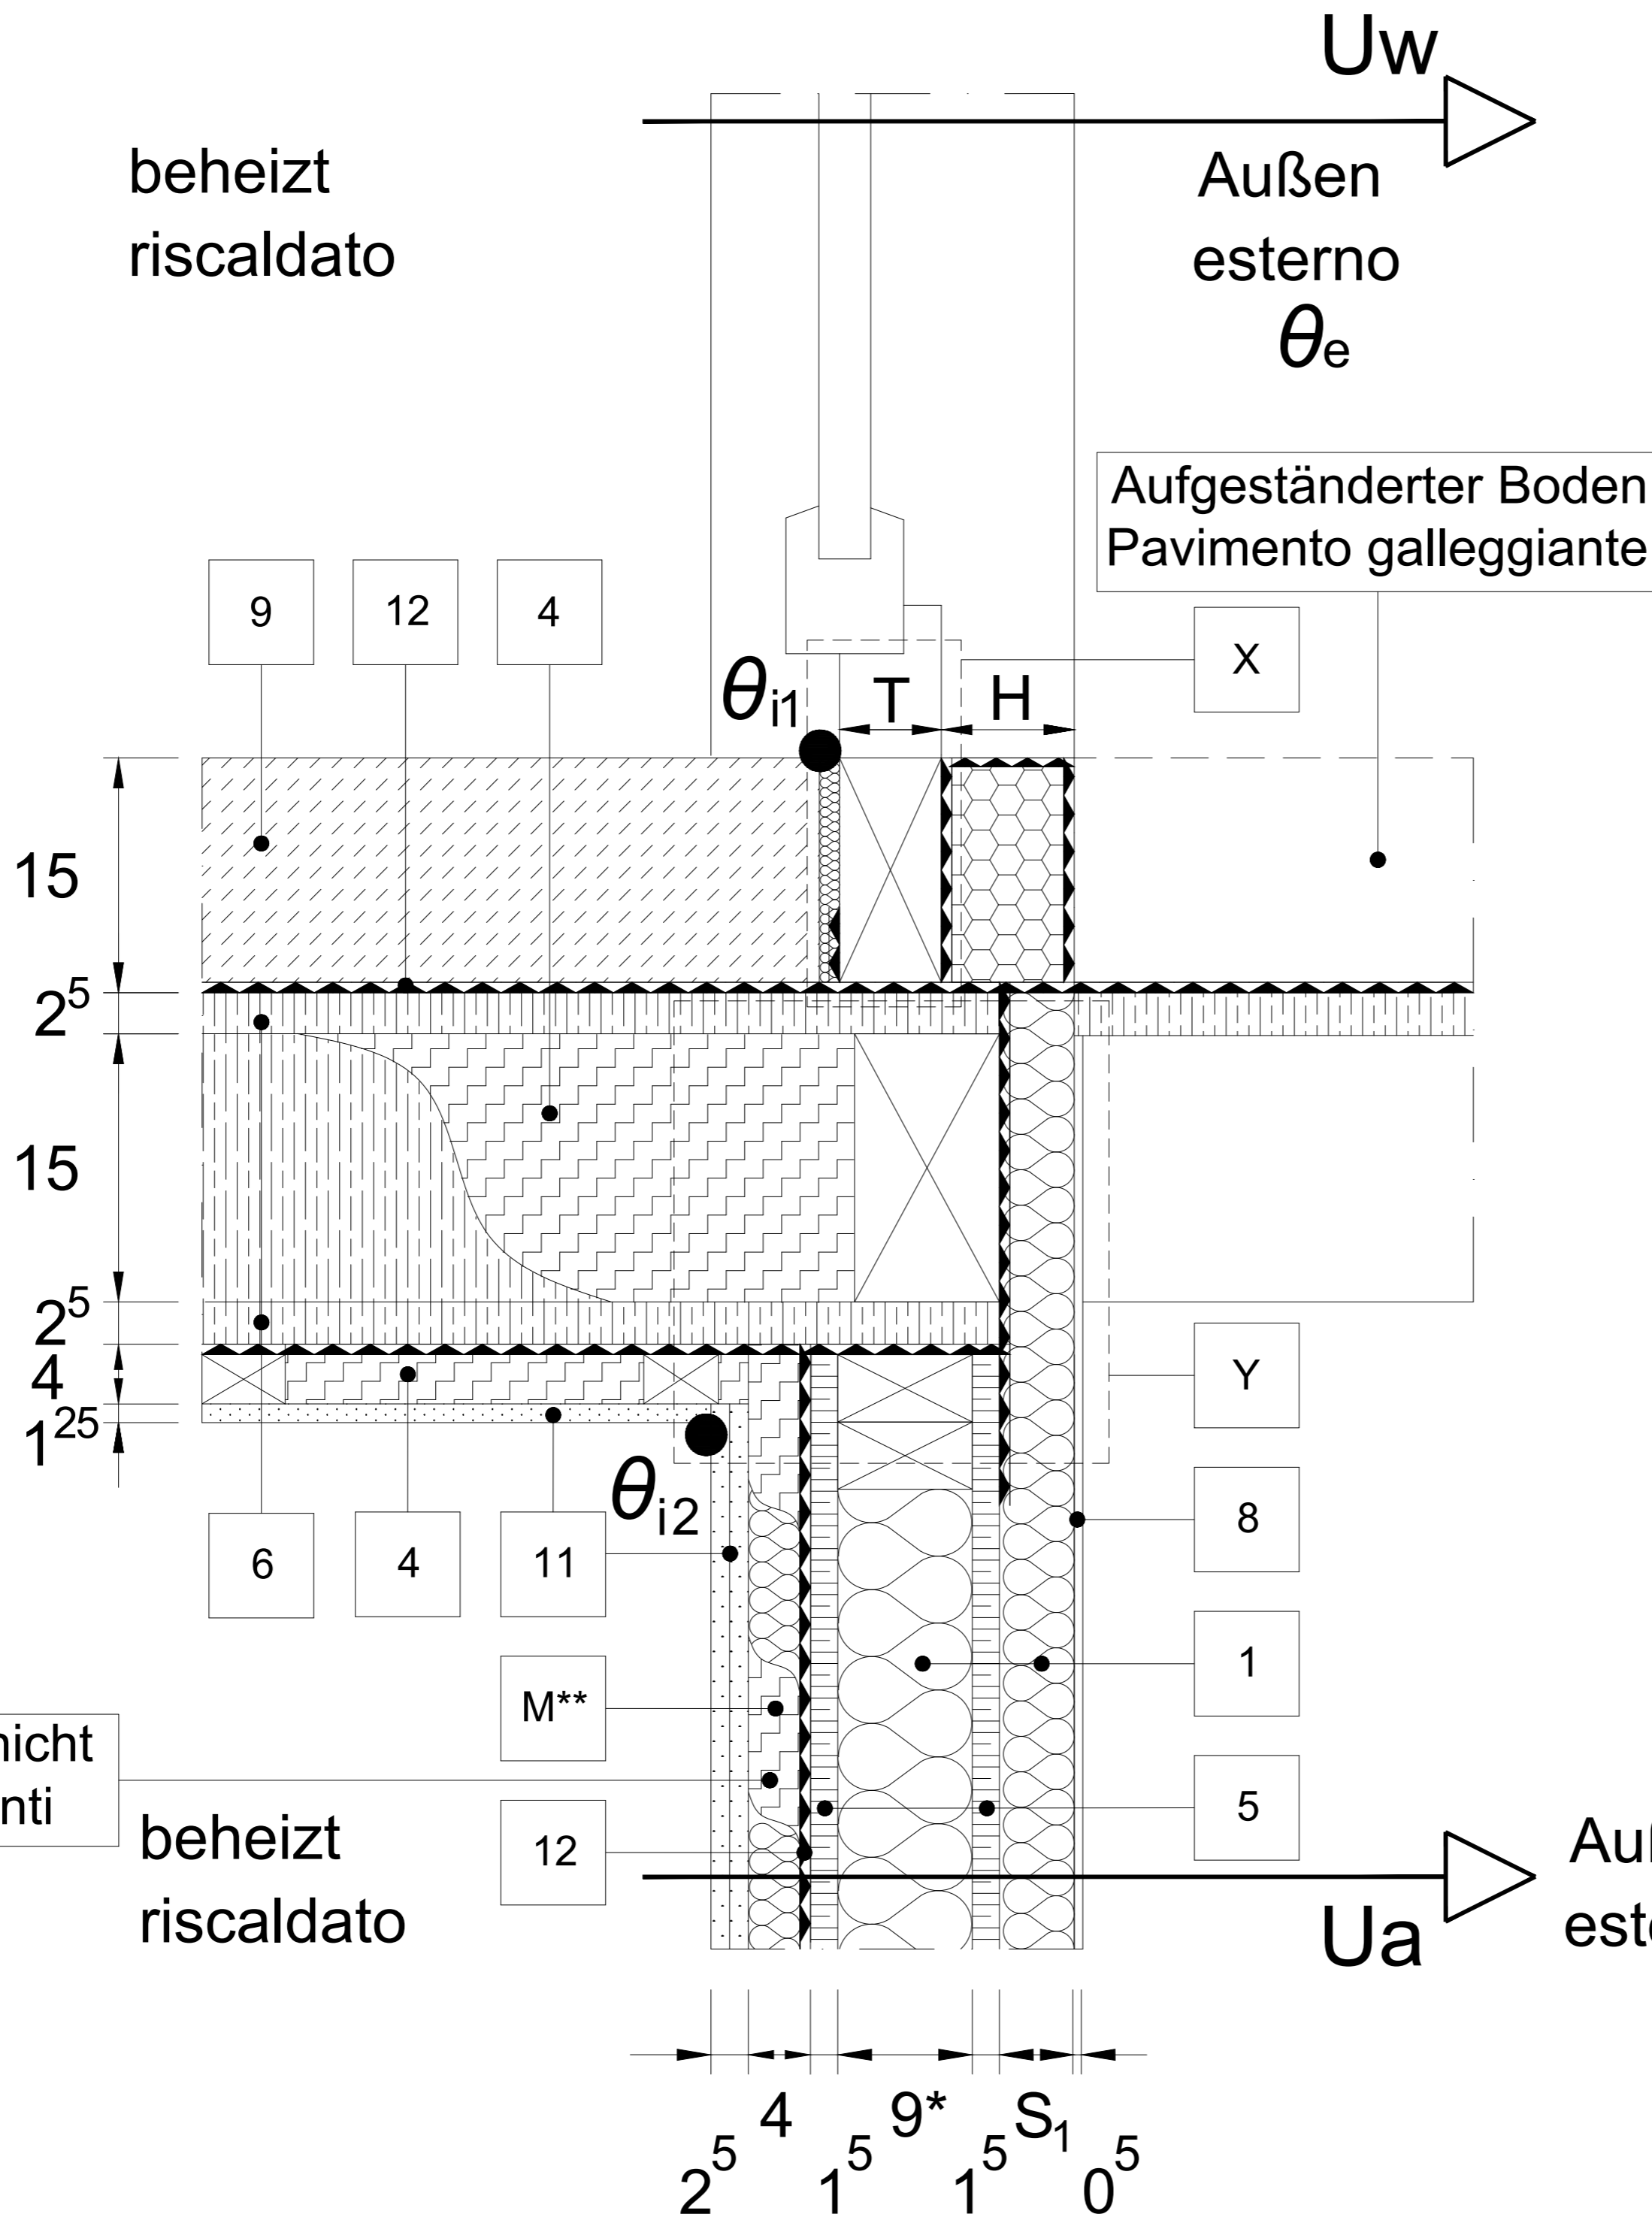 Uw
beheizt
riscaldato
Außen
esterno
θe
Aufgeständerter Boden
Pavimento galleggiante
9
12
4
X
θi1
T
H
15
2⁵
15
2⁵
4
1²⁵
Y
θi2
6
4
11
8
M**
1
12
5
beheizt
riscaldato
Ua
4
9*
S₁
2⁵
1⁵
1⁵
0⁵